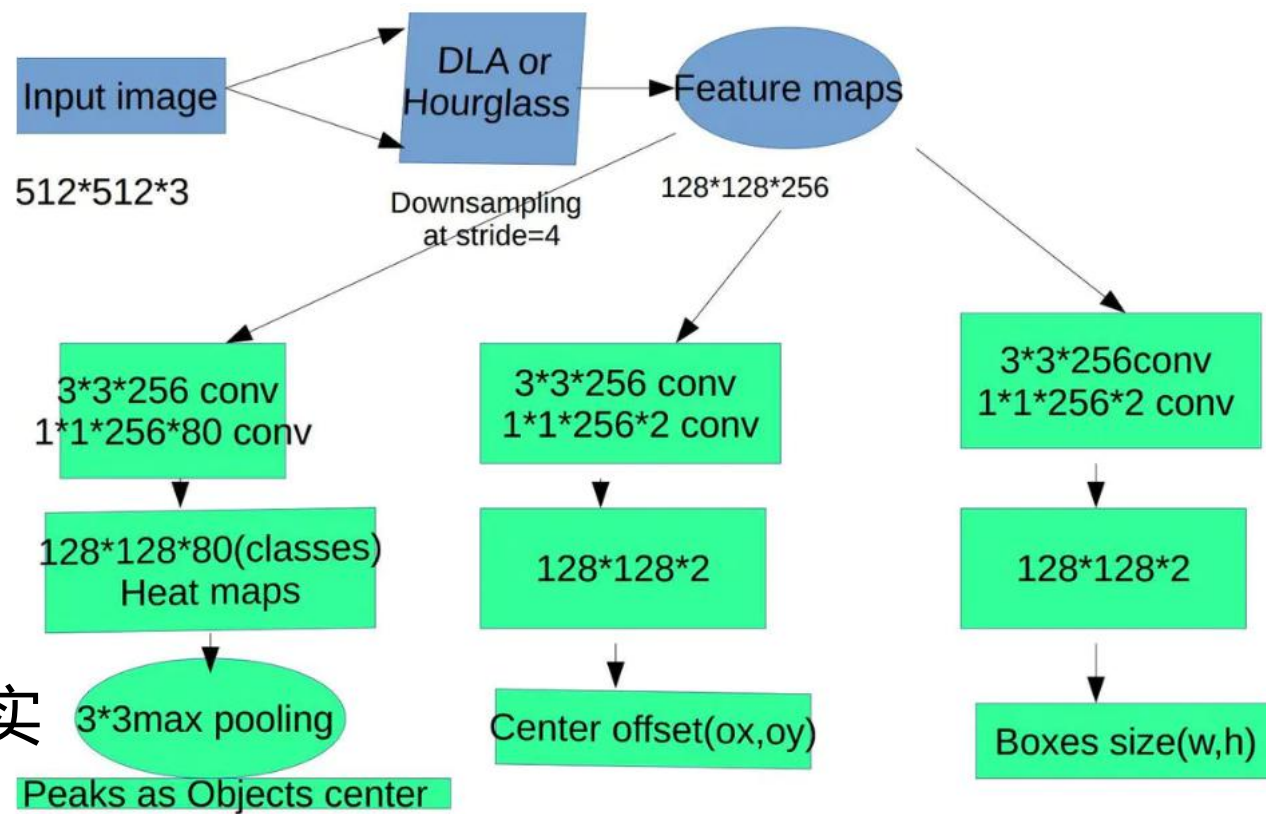 Input image
DLA or
Hourglass
Feature maps
512*512*3
Downsampling
at stride=4
128*128*256
3*3*256 conv
1*1*256*80 conv
3*3*256 conv
1*1*256*2 conv
3*3*256conv
1*1*256*2 conv
128*128*80(classes)
Heat maps
128*128*2
128*128*2
实
3*3max pooling
Center offset(ox,oy)
Boxes size(w,h)
Peaks as Objects center